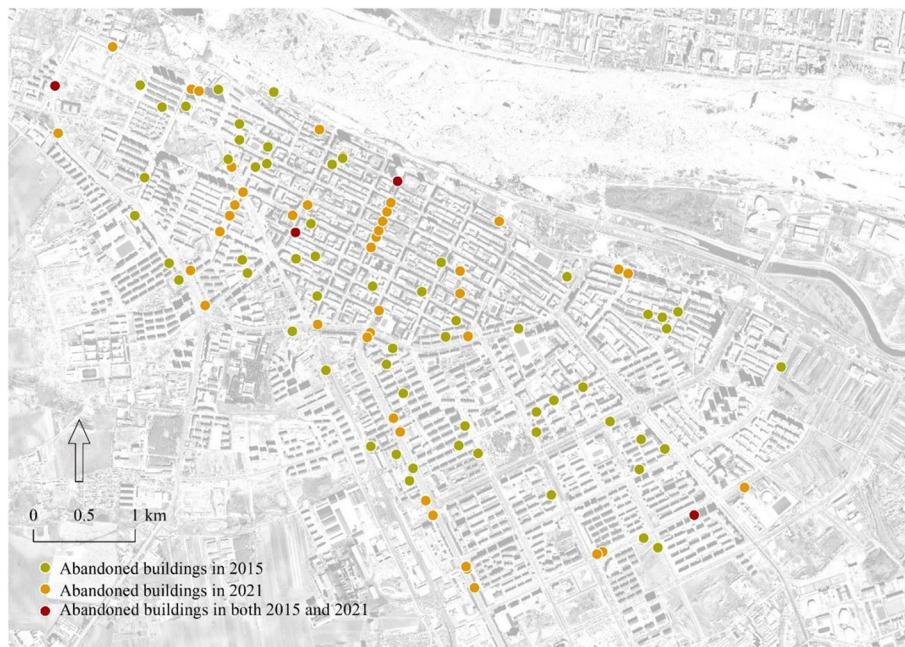 0 0.5 1 km
Abandoned buildings in 2015
Abandoned buildings in 2021
Abandoned buildings in both 2015 and 2021